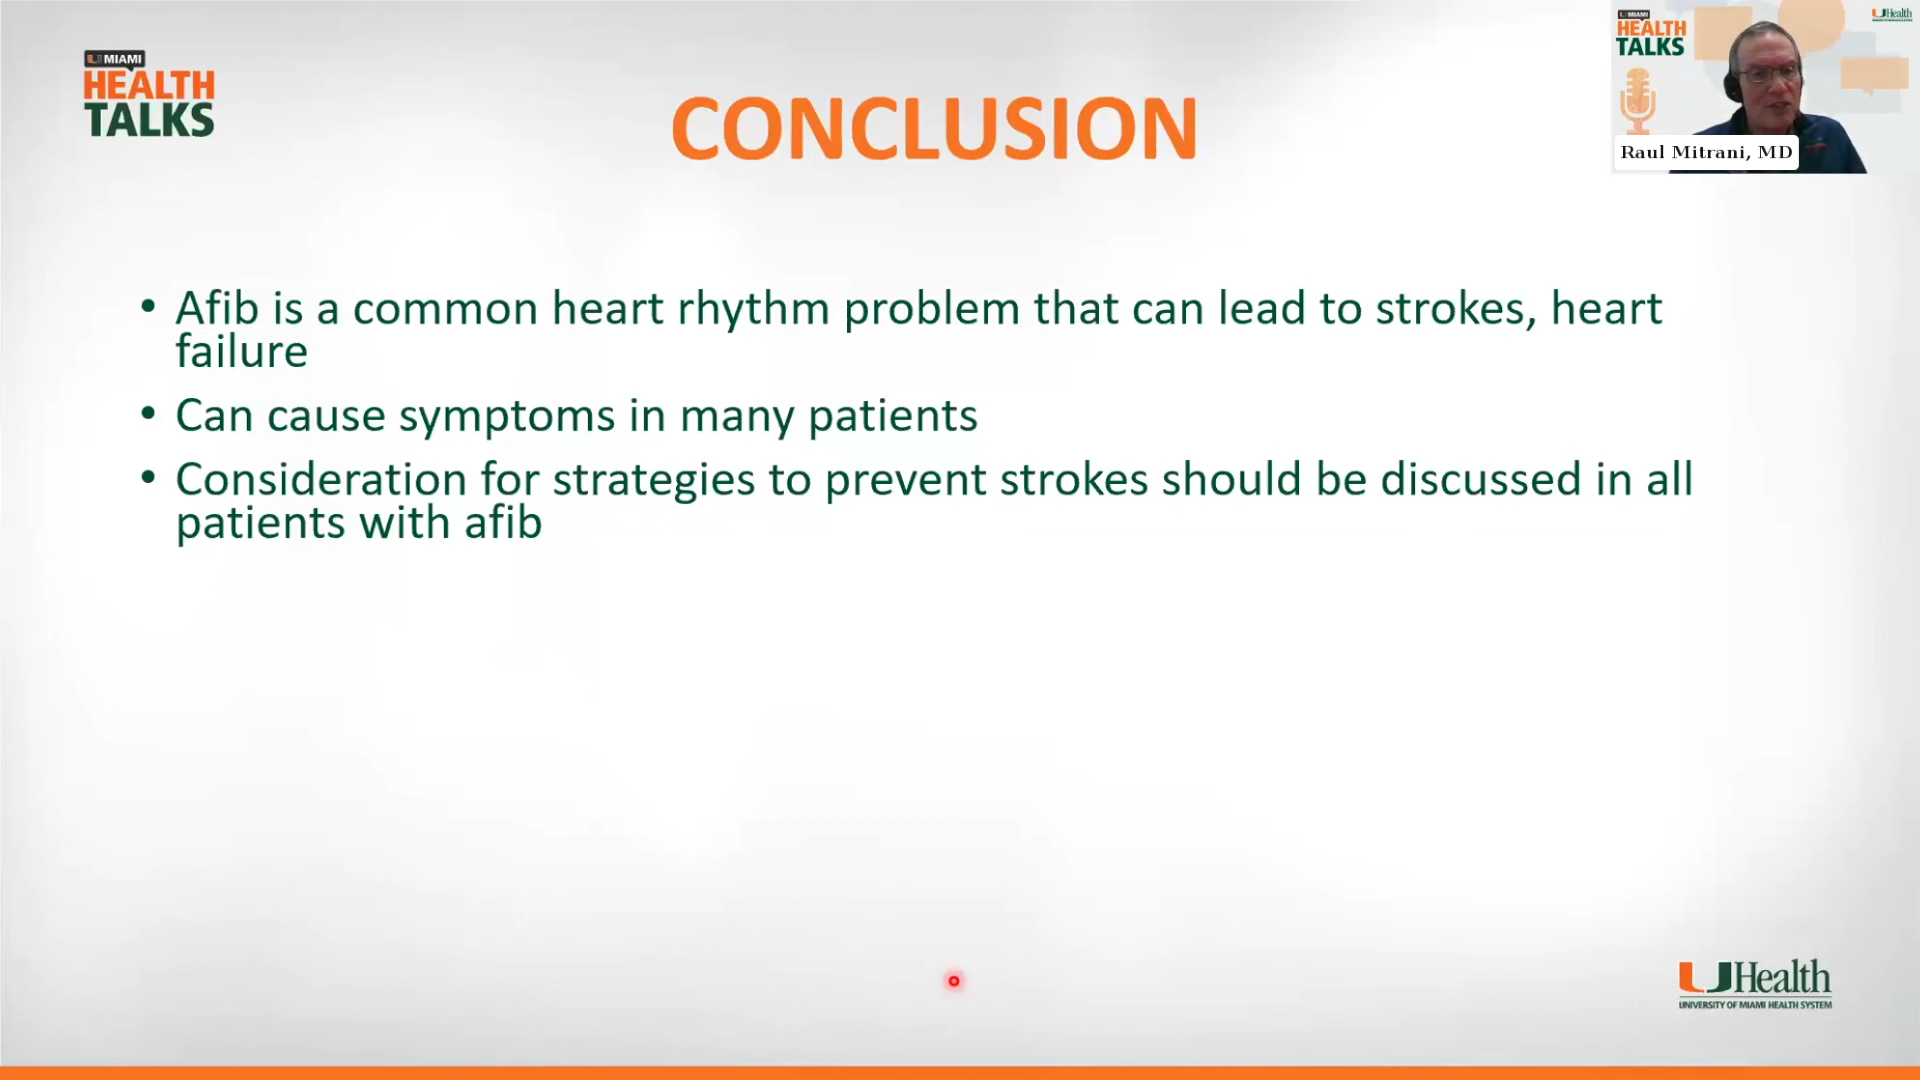 MIAMI
HEALTH
TALKS
CONCLUSION
• Afib is a common heart rhythm problem that can lead to strokes, heart
failure
• Can cause symptoms in many patients
• Consideration for strategies to prevent strokes should be discussed in all
patients with afib
MIAMI
HEALTH
TALKS
UHealth
Raul Mitrani, MD
UHealth
UNIVERSITY OF MIAMI HEALTH SYSTEM